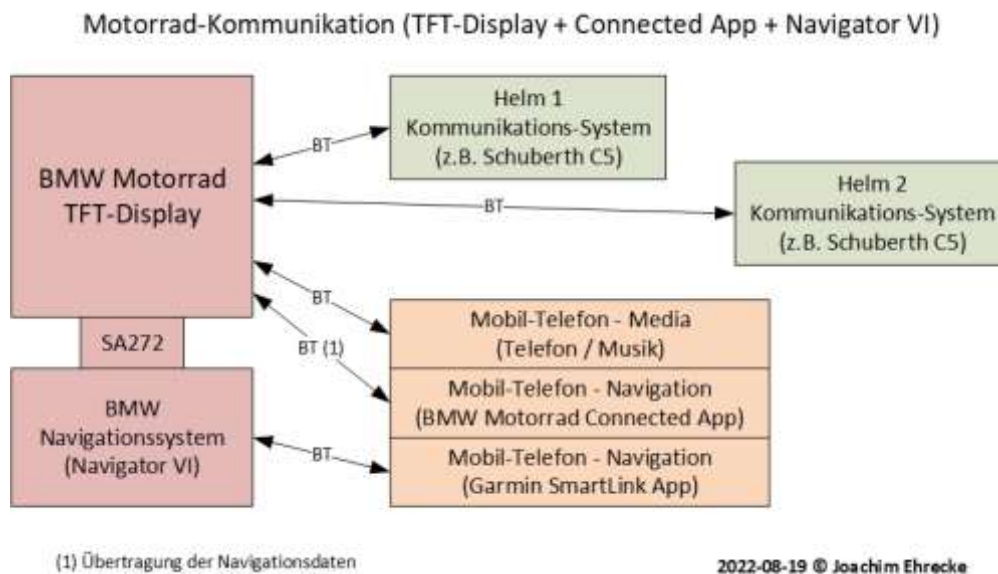 Motorrad-Kommunikation (TFT-Display + Connected App + Navigator VI)
BMW Motorrad
TFT-Display
SA272
BMW
Navigationssystem
(Navigator VI)
BT
BT
BT
BT (1)
BT
Helm 1
Kommunikations-System
(z.B. Schuberth C5)
Helm 2
Kommunikations-System
(z.B. Schuberth C5)
Mobil-Telefon - Media
(Telefon / Musik)
Mobil-Telefon - Navigation
(BMW Motorrad Connected App)
Mobil-Telefon - Navigation
(Garmin SmartLink App)
(1) Übertragung der Navigationsdaten
2022-08-19 © Joachim Ehrecke